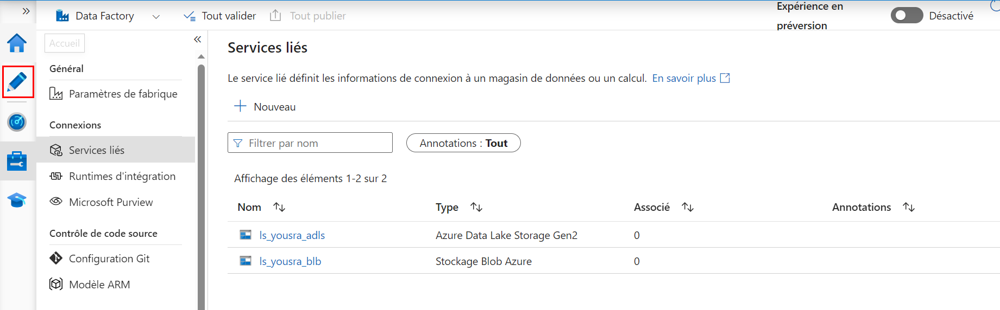 Data Factory
Tout valider
Tout publier
Expérience en
préversion
Désactivé
Accueil
Général
Paramètres de fabrique
Connexions
Services liés
Runtimes d'intégration
Microsoft Purview
Contrôle de code source
Configuration Git
Modèle ARM
Services liés
Le service lié définit les informations de connexion à un magasin de données ou un calcul. En savoir plus
Nouveau
Filtrer par nom
Annotations : Tout
Affichage des éléments 1-2 sur 2
Nom Type Associé Annotations
ls_yousra_adls Azure Data Lake Storage Gen2 0
ls_yousra_blb Stockage Blob Azure 0